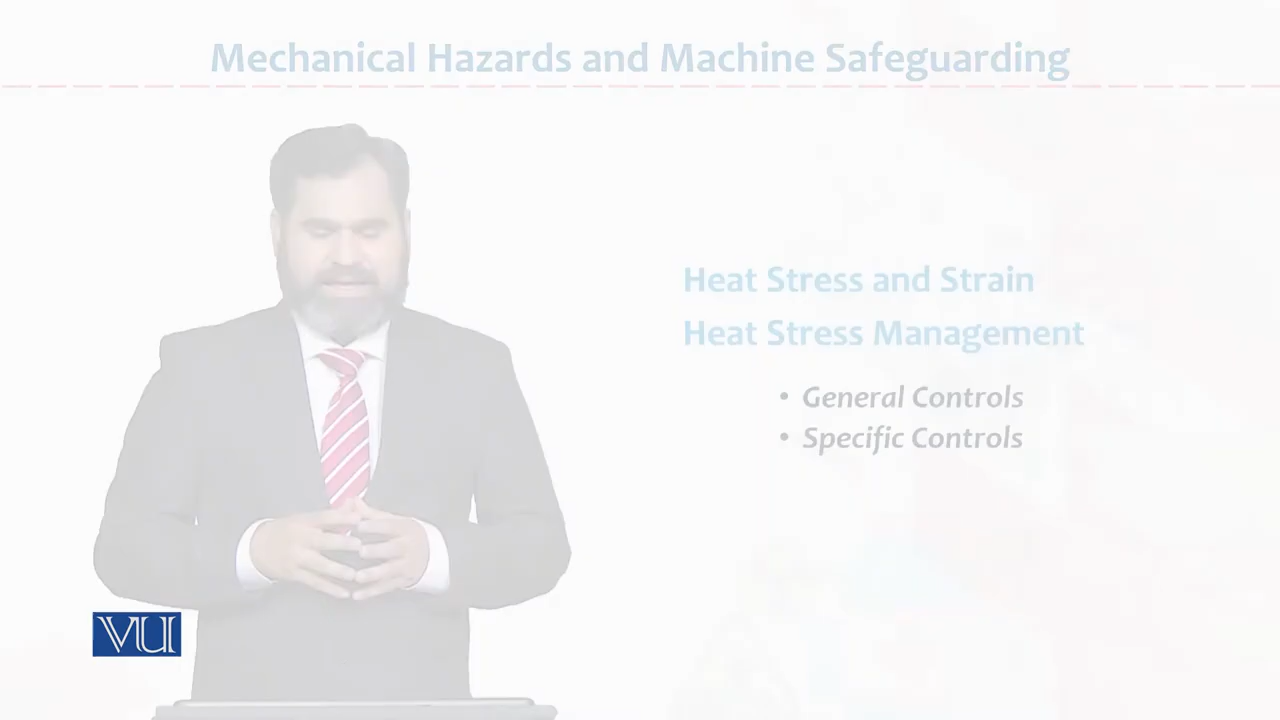 Mechanical Hazards and Machine Safeguarding
Heat Stress and Strain
Heat Stress Management
• General Controls
• Specific Controls
VU